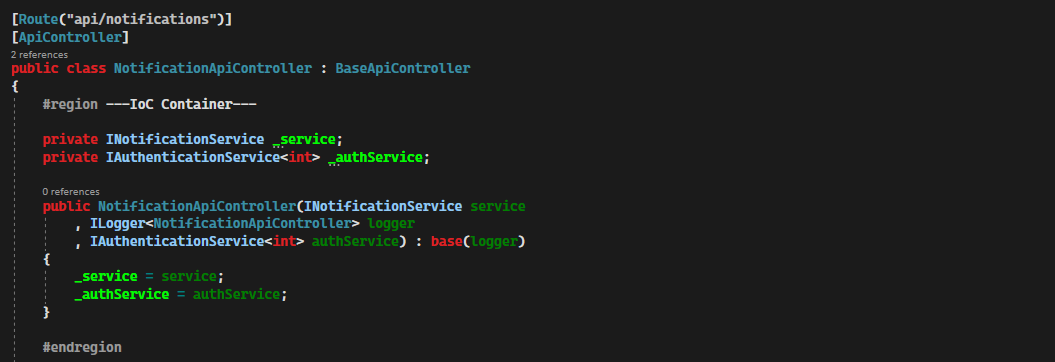 [Route("api/notifications")]
[ApiController]
2 references
public class NotificationApiController : BaseApiController
{
#region ---IoC Container---
private INotificationService _service;
private IAuthenticationService<int> _authService;
0 references
public NotificationApiController(INotificationService service
, ILogger<NotificationApiController> logger
, IAuthenticationService<int> authService) : base(logger)
{
_service = service;
_authService = authService;
}
#endregion